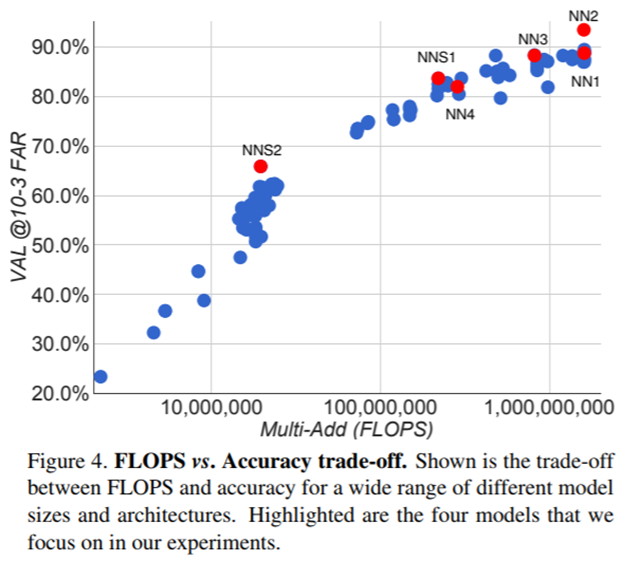 NN2
90.0%
NN3
NNS1
NN1
80.0%
NN4
70.0%
NNS2
60.0%
50.0%
40.0%
30.0%
20.0%
VAL @10-3 FAR
10,000,000
100,000,000
1,000,000,000
Multi-Add (FLOPS)
Figure 4. FLOPS vs. Accuracy trade-off. Shown is the trade-off
between FLOPS and accuracy for a wide range of different model
sizes and architectures. Highlighted are the four models that we
focus on in our experiments.